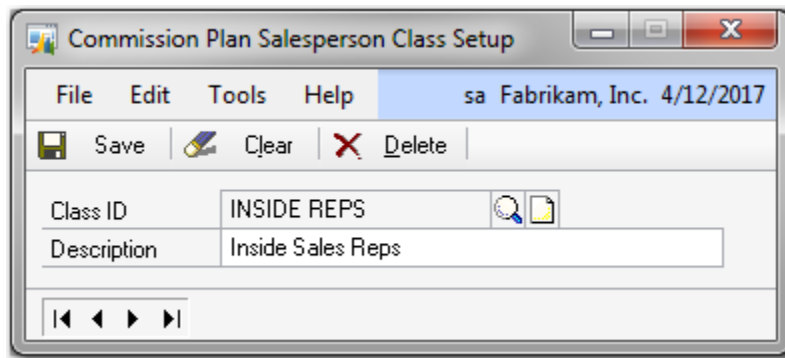 Commission Plan Salesperson Class Setup
File Edit Tools Help sa Fabrikam, Inc. 4/12/2017
Save Clear Delete
Class ID INSIDE REPS
Description Inside Sales Reps